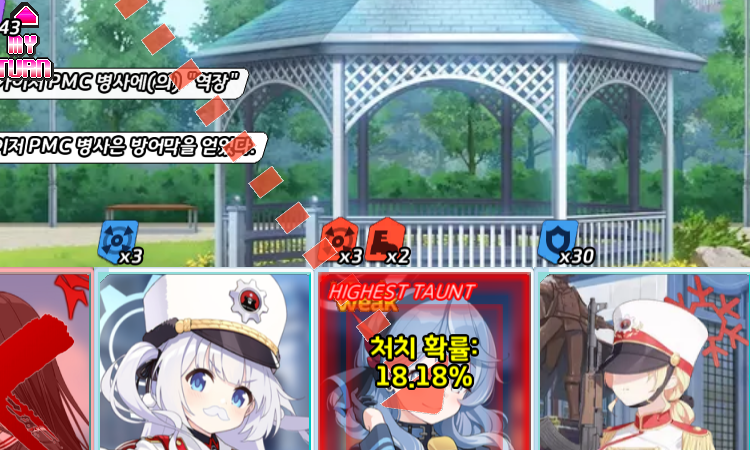 43
MY
TURN
PMC 병사에(의) "역장"
PMC 병사은 방어막을 얻었다.
x3
x3
x2
x30
HIGHEST TAUNT
Weak
처치 확률:
18.18%